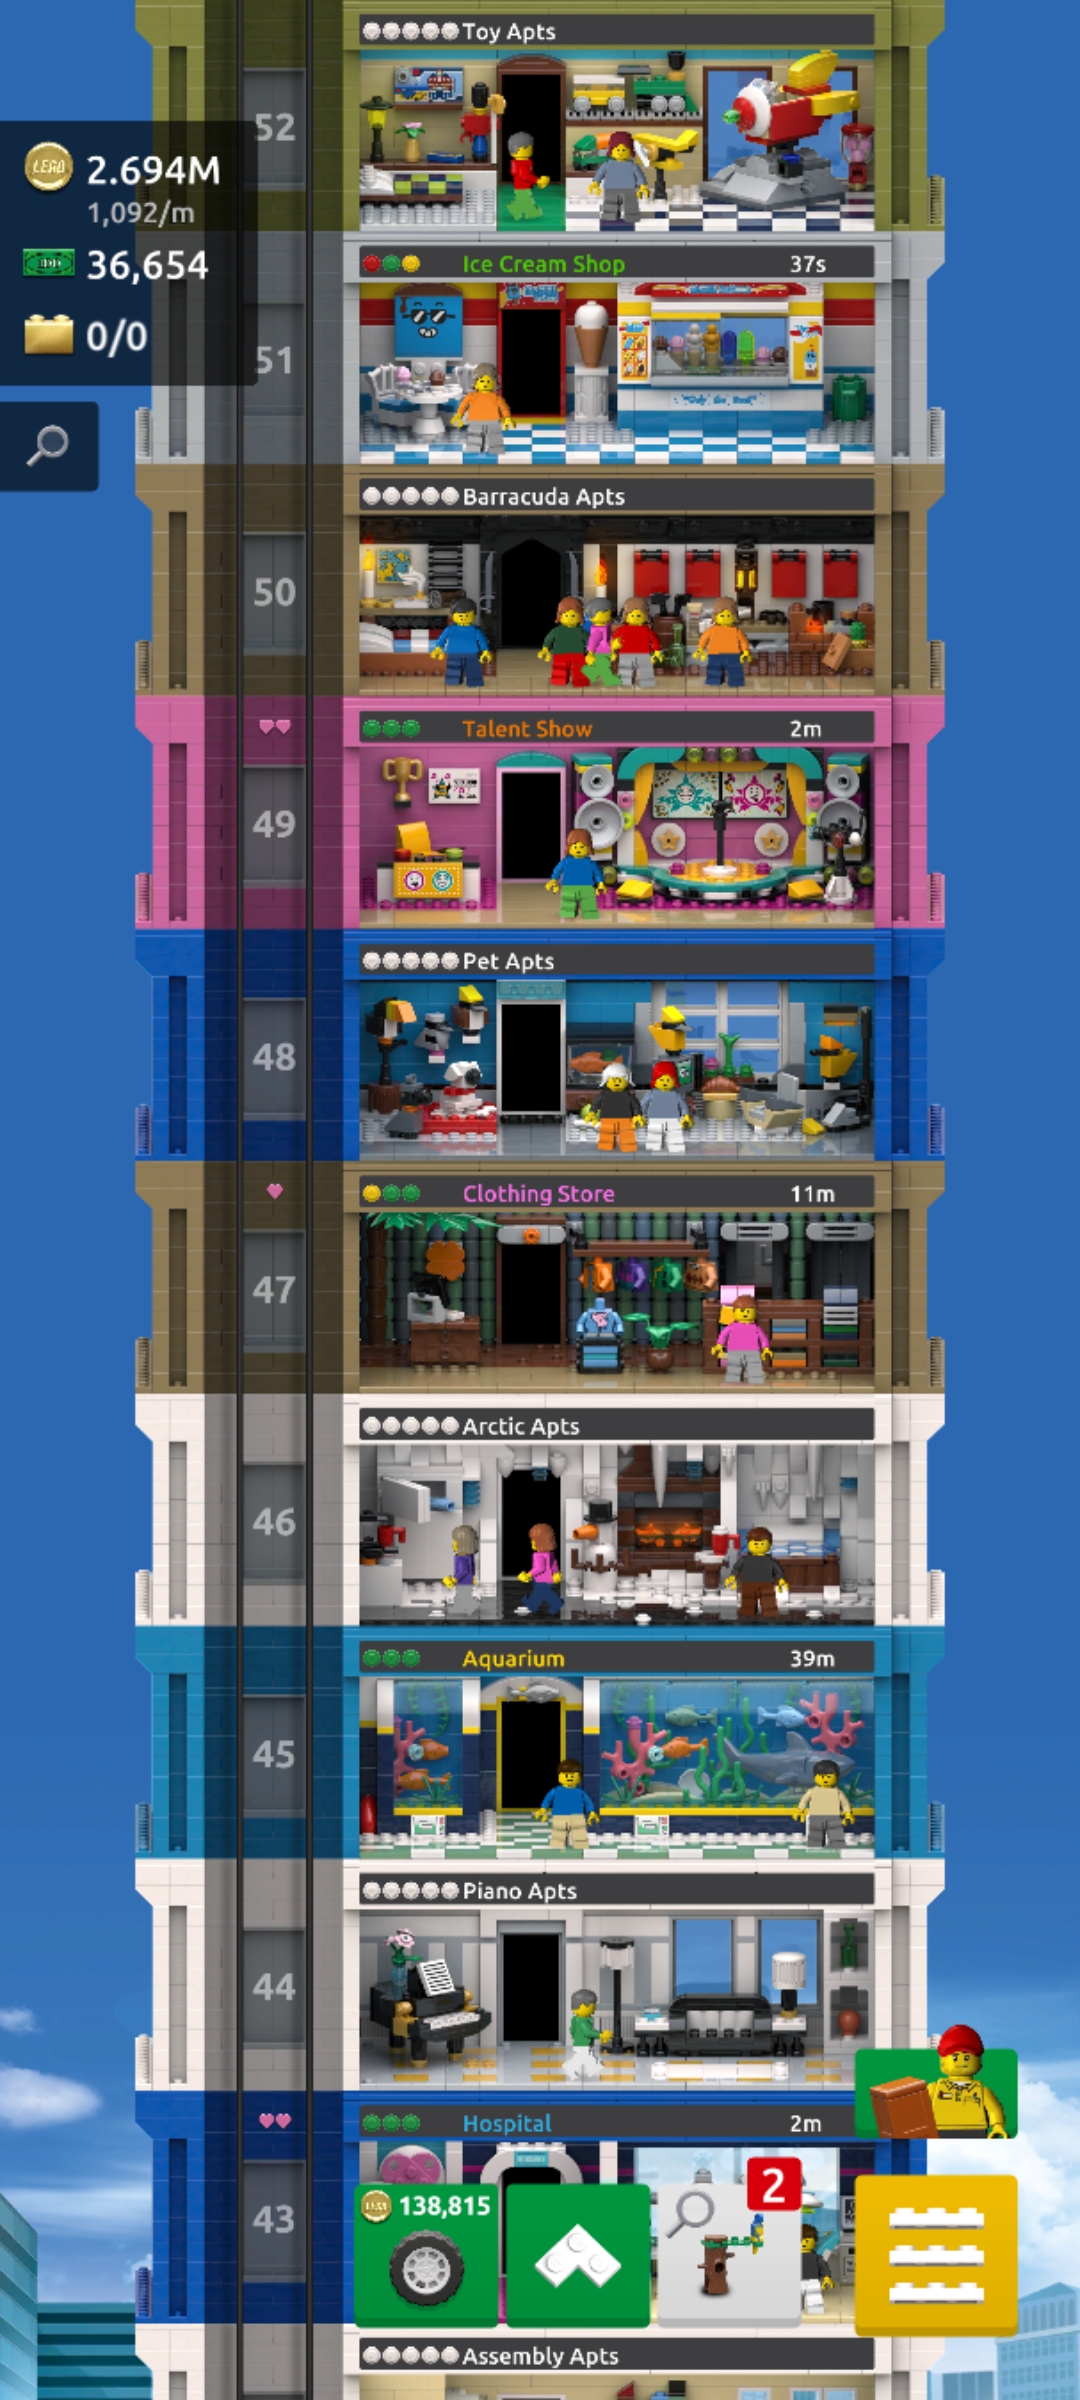 Toy Apts
52
2.694M
1,092/m
36,654
0/0
Ice Cream Shop 37s
51
Barracuda Apts
50
Talent Show 2m
49
Pet Apts
48
Clothing Store 11m
47
Arctic Apts
46
Aquarium 39m
45
Piano Apts
44
Hospital 2m
43
138,815
2
Assembly Apts